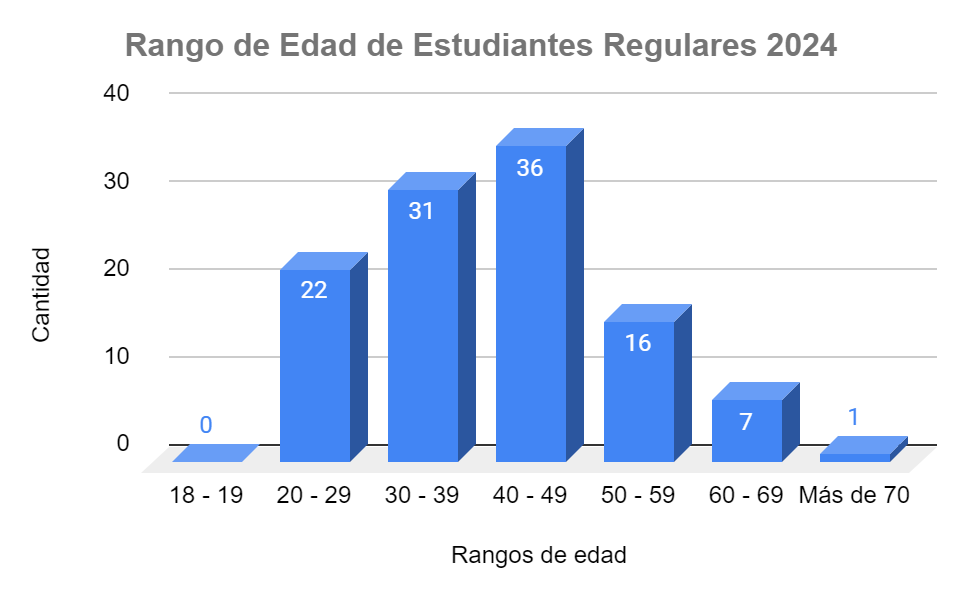 Rango de Edad de Estudiantes Regulares 2024
40
30
20
10
0
Cantidad
0
22
31
36
16
7
1
18 - 19
20 - 29
30 - 39
40 - 49
50 - 59
60 - 69
Más de 70
Rangos de edad